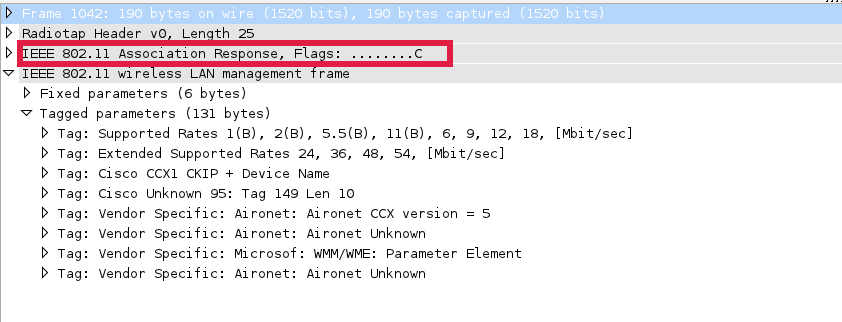 Frame 1042: 190 bytes on wire (1520 bits), 190 bytes captured (1520 bits)
Radiotap Header v0, Length 25
IEEE 802.11 Association Response, Flags: ........C
IEEE 802.11 wireless LAN management frame
Fixed parameters (6 bytes)
Tagged parameters (131 bytes)
Tag: Supported Rates 1(B), 2(B), 5.5(B), 11(B), 6, 9, 12, 18, [Mbit/sec]
Tag: Extended Supported Rates 24, 36, 48, 54, [Mbit/sec]
Tag: Cisco CCX1 CKIP + Device Name
Tag: Cisco Unknown 95: Tag 149 Len 10
Tag: Vendor Specific: Aironet: Aironet CCX version = 5
Tag: Vendor Specific: Aironet: Aironet Unknown
Tag: Vendor Specific: Microsof: WMM/WME: Parameter Element
Tag: Vendor Specific: Aironet: Aironet Unknown